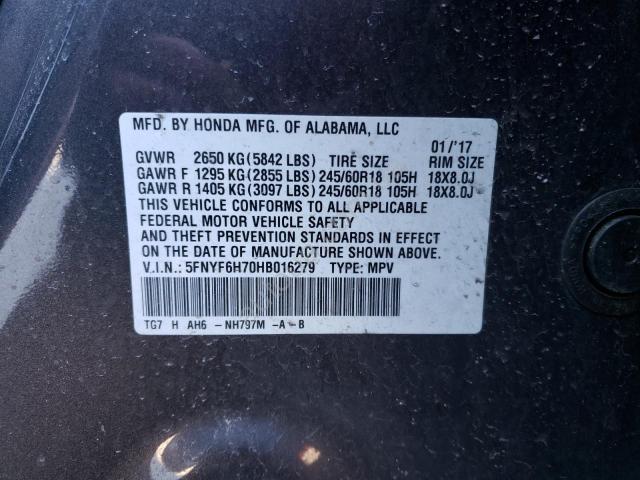 MFD. BY HONDA MFG. OF ALABAMA, LLC
01/'17
GVWR 2650 KG(5842 LBS) TIRE SIZE RIM SIZE
GAWR F 1295 KG(2855 LBS) 245/60R18 105H 18X8.0J
GAWR R 1405 KG(3097 LBS) 245/60R18 105H 18X8.0J
THIS VEHICLE CONFORMS TO ALL APPLICABLE
FEDERAL MOTOR VEHICLE SAFETY
AND THEFT PREVENTION STANDARDS IN EFFECT
ON THE DATE OF MANUFACTURE SHOWN ABOVE.
V.I.N.: 5FNYF6H70HB016279 TYPE: MPV
TG7 H AH6 -NH797M -A -B